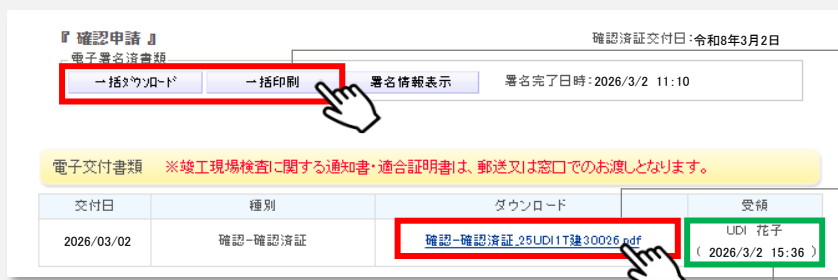 『 確認申請 』
確認済証交付日：令和8年3月2日
電子署名済書類
一括ダウンロード 一括印刷 署名情報表示 署名完了日時：2026/3/2 11:10
電子交付書類 ※竣工現場検査に関する通知書・適合証明書は、郵送又は窓口でのお渡しとなります。
交付日 種別 ダウンロード 受領
2026/03/02 確認-確認済証 確認-確認済証_25UDI1T建30026.pdf UDI 花子
( 2026/3/2 15:36 )